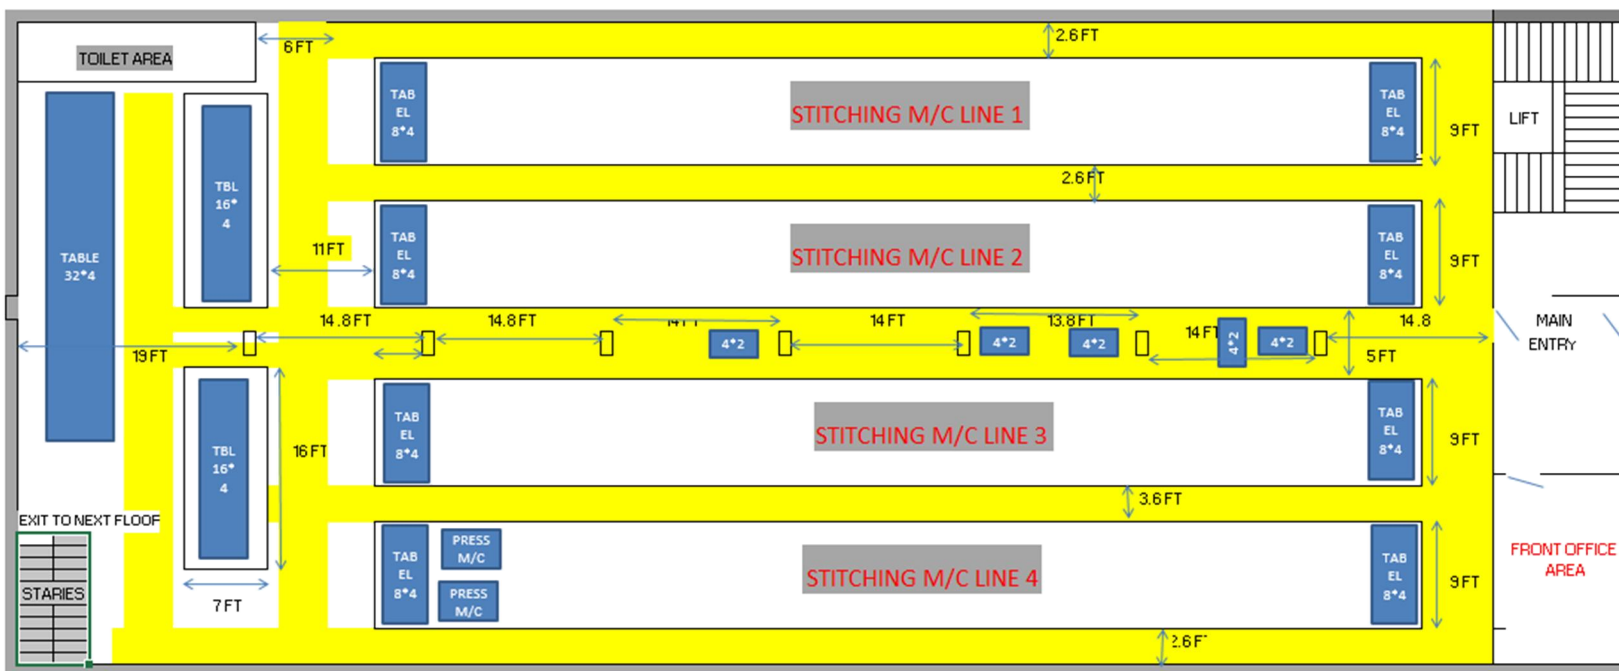 TOILET AREA
6FT
2.6FT
TAB
EL
8*4
STITCHING M/C LINE 1
TAB
EL
8*4
9FT
LIFT
TBL
16*
4
2.6FT
TABLE
32*4
11FT
TAB
EL
8*4
STITCHING M/C LINE 2
TAB
EL
8*4
9FT
14.8FT
14.8FT
14FT
14FT
13.8FT
14FT
14.8
MAIN
ENTRY
19FT
4*2
4*2
4*2
4*2
4*2
5FT
TBL
16*
4
16FT
TAB
EL
8*4
STITCHING M/C LINE 3
TAB
EL
8*4
9FT
3.6FT
EXIT TO NEXT FLOOF
STARIES
7FT
TAB
EL
8*4
PRESS
M/C
PRESS
M/C
STITCHING M/C LINE 4
TAB
EL
8*4
9FT
FRONT OFFICE
AREA
2.6F